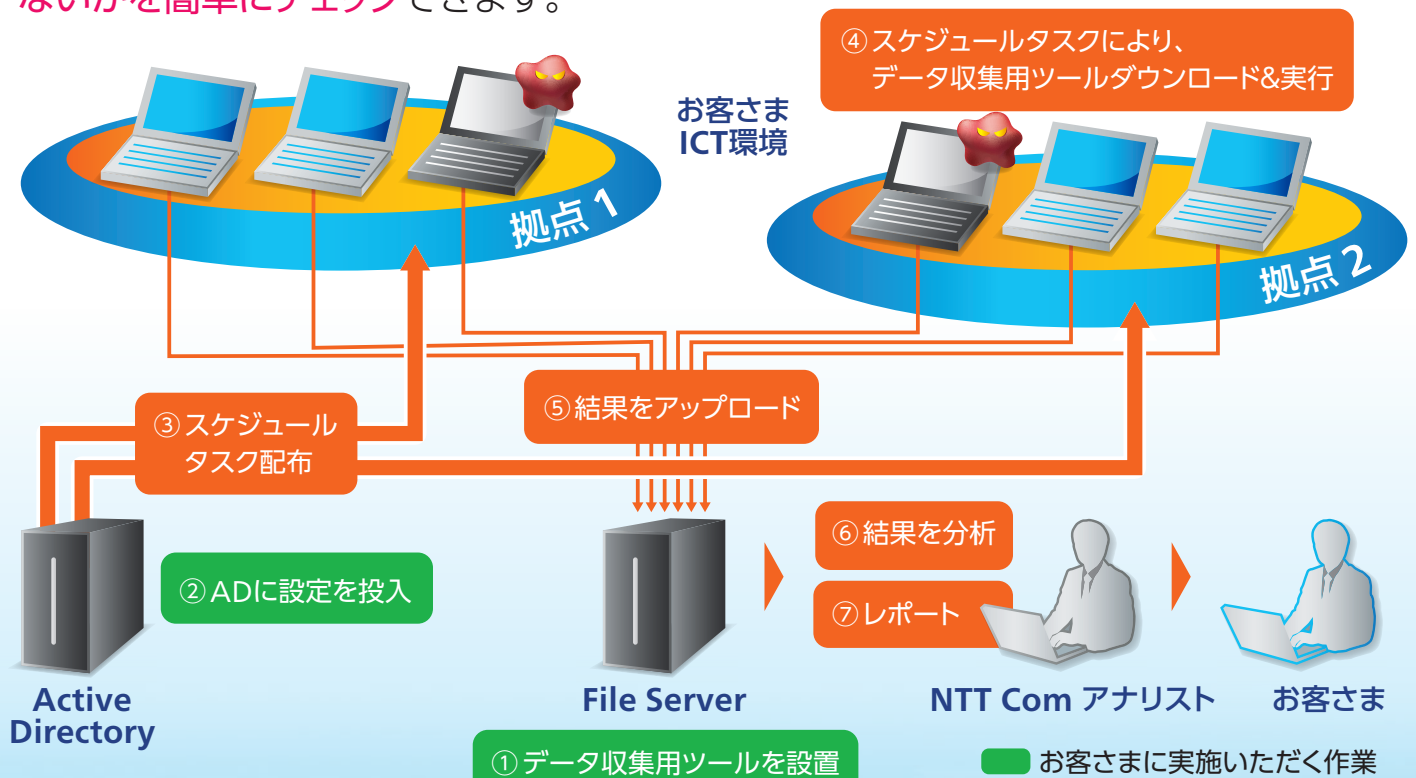 ないかを簡単にチェックできます。
④スケジュールタスクにより、
データ収集用ツールダウンロード&実行
お客さま
ICT環境
拠点1
拠点2
③スケジュール
タスク配布
⑤結果をアップロード
②ADに設定を投入
⑥結果を分析
⑦レポート
Active
Directory
File Server
NTT Com アナリスト
お客さま
①データ収集用ツールを設置
お客さまに実施いただく作業